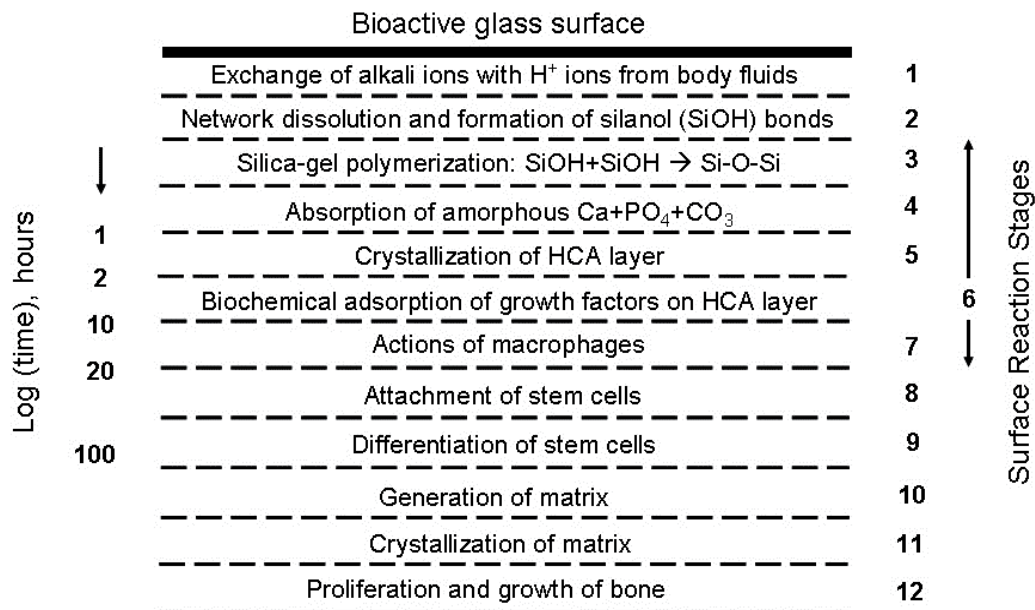 Bioactive glass surface
Exchange of alkali ions with H⁺ ions from body fluids 1
Network dissolution and formation of silanol (SiOH) bonds 2
Silica-gel polymerization: SiOH+SiOH → Si-O-Si 3
Absorption of amorphous Ca+PO₄+CO₃ 4
1
Crystallization of HCA layer 5
2
Biochemical adsorption of growth factors on HCA layer 6
10
Actions of macrophages 7
20
Attachment of stem cells 8
Differentiation of stem cells 9
100
Generation of matrix 10
Crystallization of matrix 11
Proliferation and growth of bone 12
Log (time), hours
Surface Reaction Stages